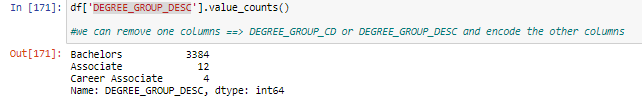 In [171]: df['DEGREE_GROUP_DESC'].value_counts()
#we can remove one columns ==> DEGREE_GROUP_CD or DEGREE_GROUP_DESC and encode the other columns
Out[171]: Bachelors 3384
Associate 12
Career Associate 4
Name: DEGREE_GROUP_DESC, dtype: int64